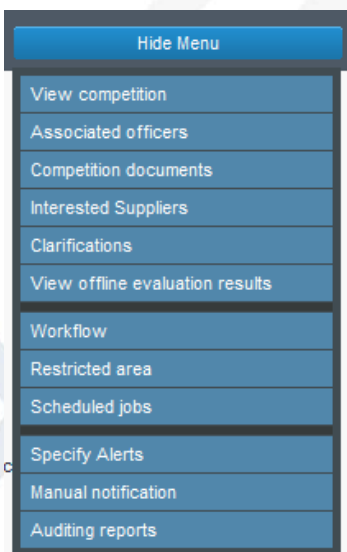 Hide Menu
View competition
Associated officers
Competition documents
Interested Suppliers
Clarifications
View offline evaluation results
Workflow
Restricted area
Scheduled jobs
Specify Alerts
c
Manual notification
Auditing reports